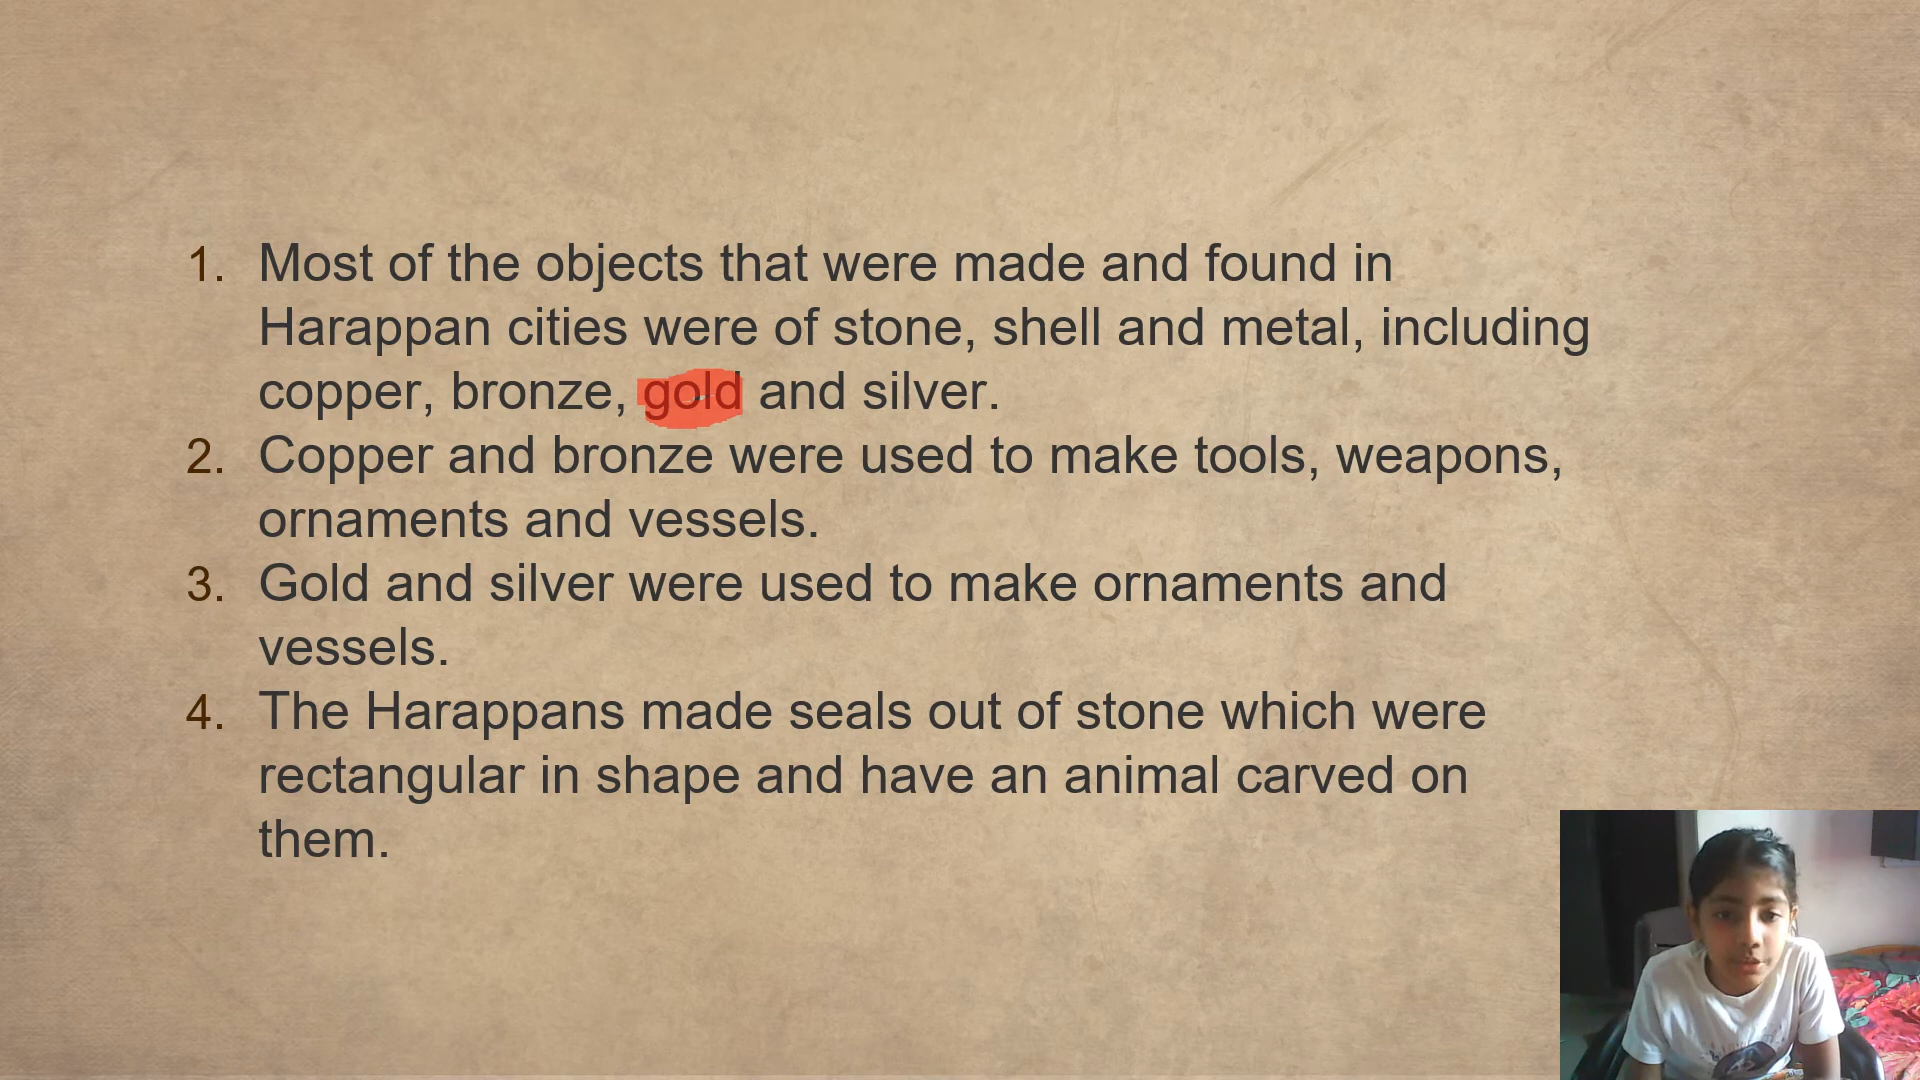 1. Most of the objects that were made and found in
Harappan cities were of stone, shell and metal, including
copper, bronze, gold and silver.
2. Copper and bronze were used to make tools, weapons,
ornaments and vessels.
3. Gold and silver were used to make ornaments and
vessels.
4. The Harappans made seals out of stone which were
rectangular in shape and have an animal carved on
them.